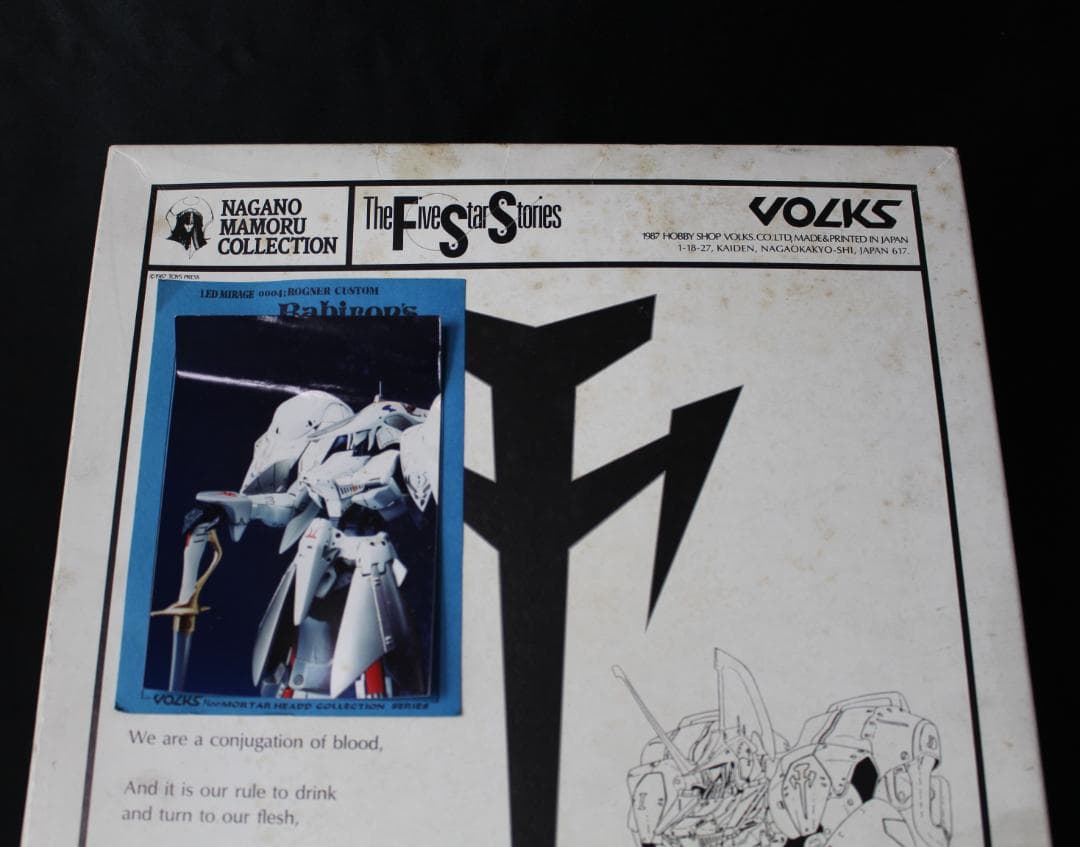 NAGANO
MAMORU
COLLECTION
The Five Star Stories
VOLKS
1987 HOBBY SHOP VOLKS.CO.LTD, MADE&PRINTED IN JAPAN
1-18-27, KAIDEN, NAGAOKAKYO-SHI, JAPAN 617.
©1987 TOYS PRESS
LED MIRAGE 0004; ROGNER CUSTOM
Babiron's
VOLKS MORTAR HEADD COLLECTION SERIES
We are a conjugation of blood,
And it is our rule to drink
and turn to our flesh,